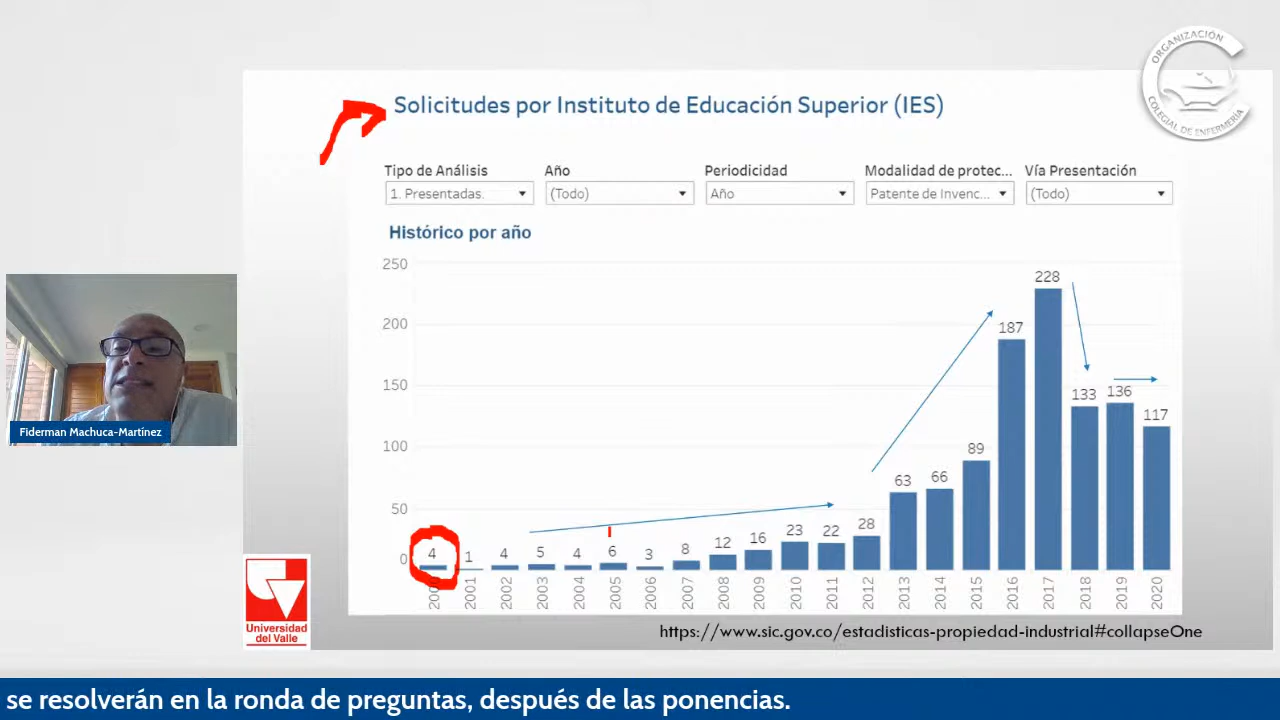 ORGANIZACIÓN
COLEGIAL DE ENFERMERÍA
Solicitudes por Instituto de Educación Superior (IES)
Tipo de Análisis Año Periodicidad Modalidad de protec... Vía Presentación
1. Presentadas. (Todo) Año Patente de Invenc... (Todo)
Histórico por año
250
200
150
100
50
0
4 1 4 5 4 6 3 8 12 16 23 22 28 63 66 89 187 228 133 136 117
2001 2002 2003 2004 2005 2006 2007 2008 2009 2010 2011 2012 2013 2014 2015 2016 2017 2018 2019 2020
Fiderman Machuca-Martínez
Universidad
del Valle
https://www.sic.gov.co/estadisticas-propiedad-industrial#collapseOne
se resolverán en la ronda de preguntas, después de las ponencias.